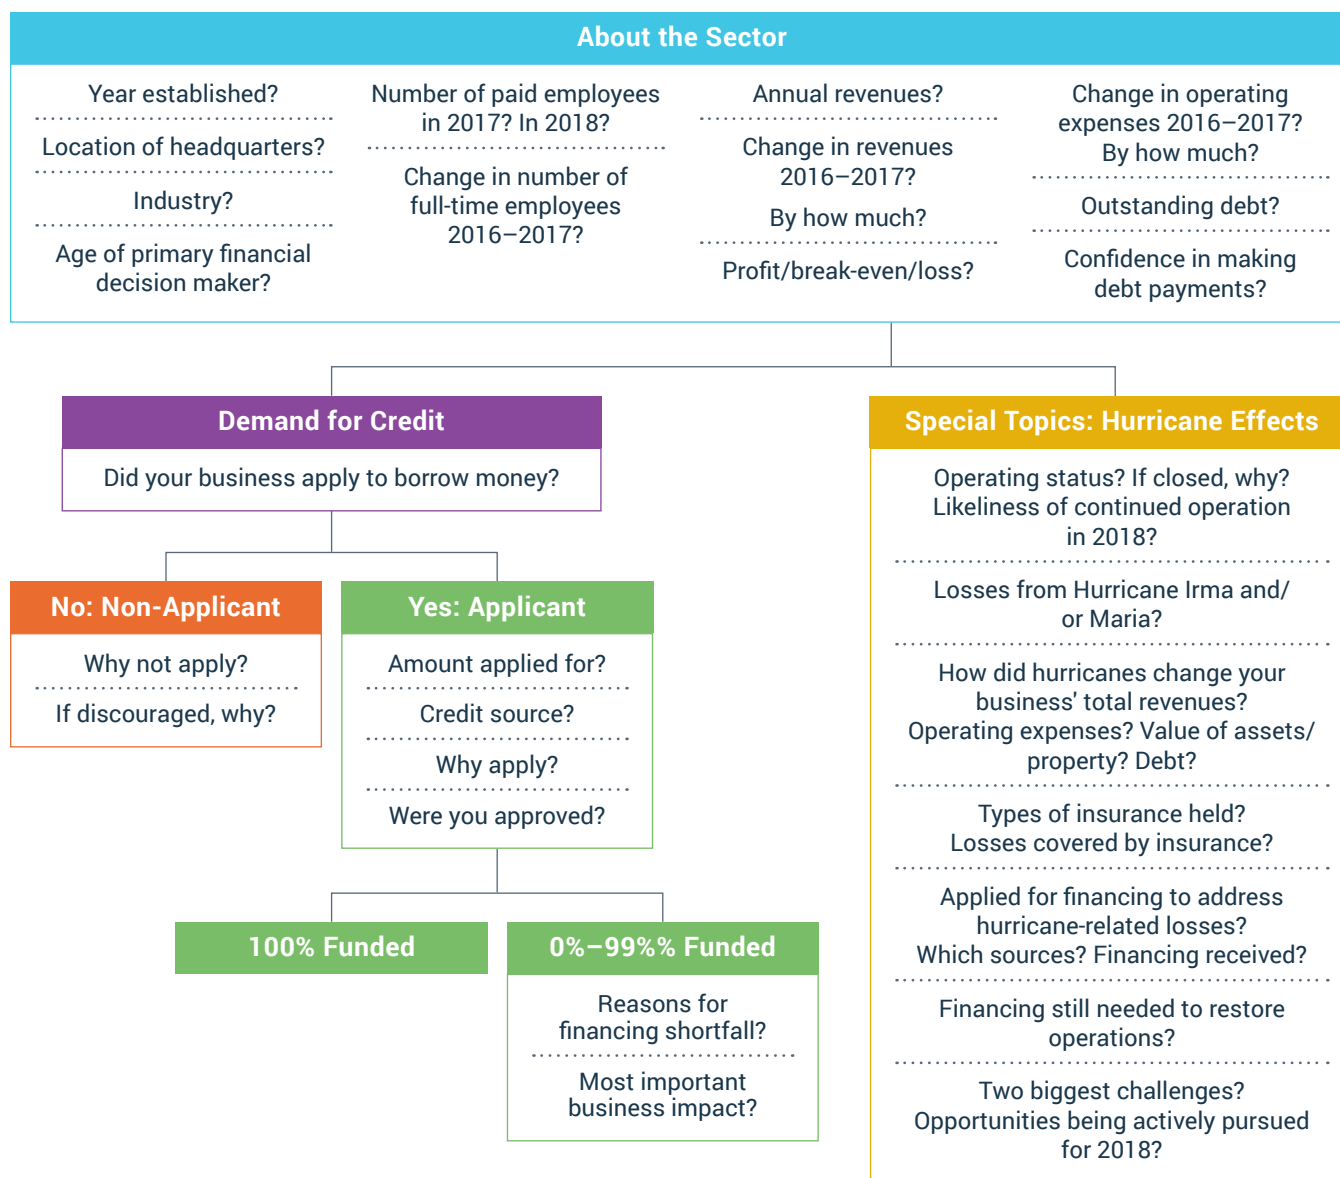 About the Sector
Year established?
Location of headquarters?
Industry?
Age of primary financial
decision maker?
Number of paid employees
in 2017? In 2018?
Change in number of
full-time employees
2016–2017?
Annual revenues?
Change in revenues
2016–2017?
By how much?
Profit/break-even/loss?
Change in operating
expenses 2016–2017?
By how much?
Outstanding debt?
Confidence in making
debt payments?
Demand for Credit
Did your business apply to borrow money?
No: Non-Applicant
Why not apply?
If discouraged, why?
Yes: Applicant
Amount applied for?
Credit source?
Why apply?
Were you approved?
100% Funded
0%–99%% Funded
Reasons for
financing shortfall?
Most important
business impact?
Special Topics: Hurricane Effects
Operating status? If closed, why?
Likeliness of continued operation
in 2018?
Losses from Hurricane Irma and/
or Maria?
How did hurricanes change your
business' total revenues?
Operating expenses? Value of assets/
property? Debt?
Types of insurance held?
Losses covered by insurance?
Applied for financing to address
hurricane-related losses?
Which sources? Financing received?
Financing still needed to restore
operations?
Two biggest challenges?
Opportunities being actively pursued
for 2018?